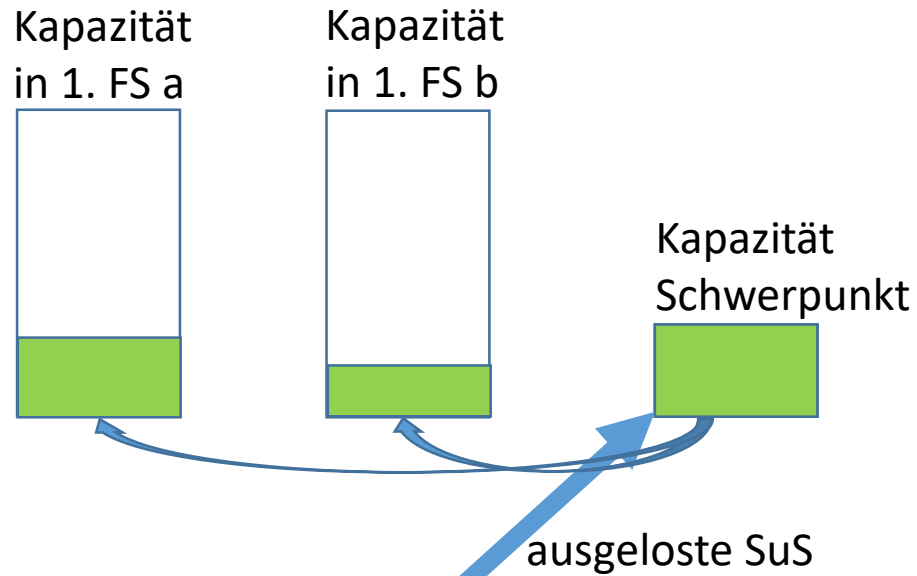 Kapazität
in 1. FS a
Kapazität
in 1. FS b
Kapazität
Schwerpunkt
ausgeloste SuS